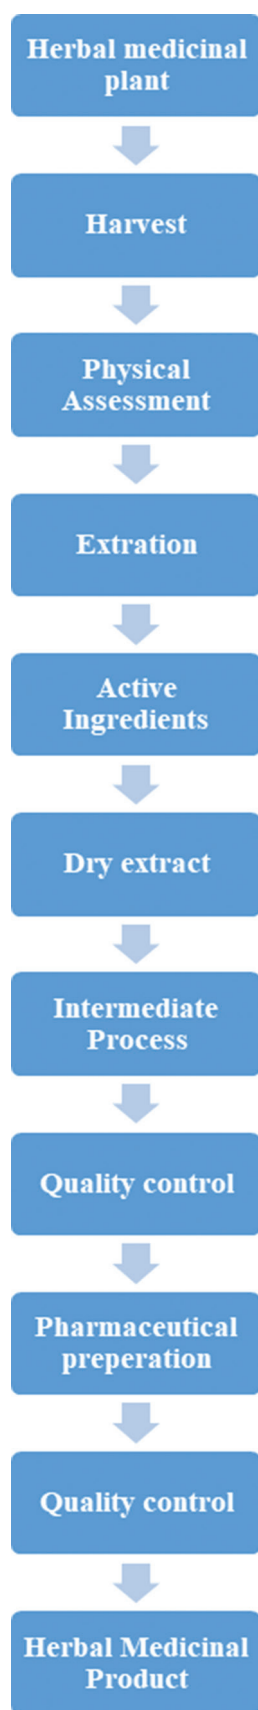 Herbal medicinal
plant
Harvest
Physical
Assessment
Extration
Active
Ingredients
Dry extract
Intermediate
Process
Quality control
Pharmaceutical
preperation
Quality control
Herbal Medicinal
Product